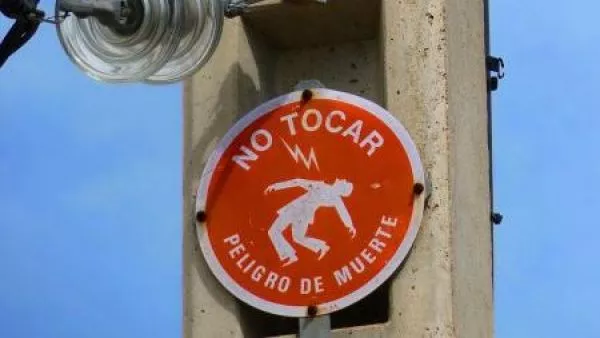 NO TOCAR
PELIGRO DE MUERTE